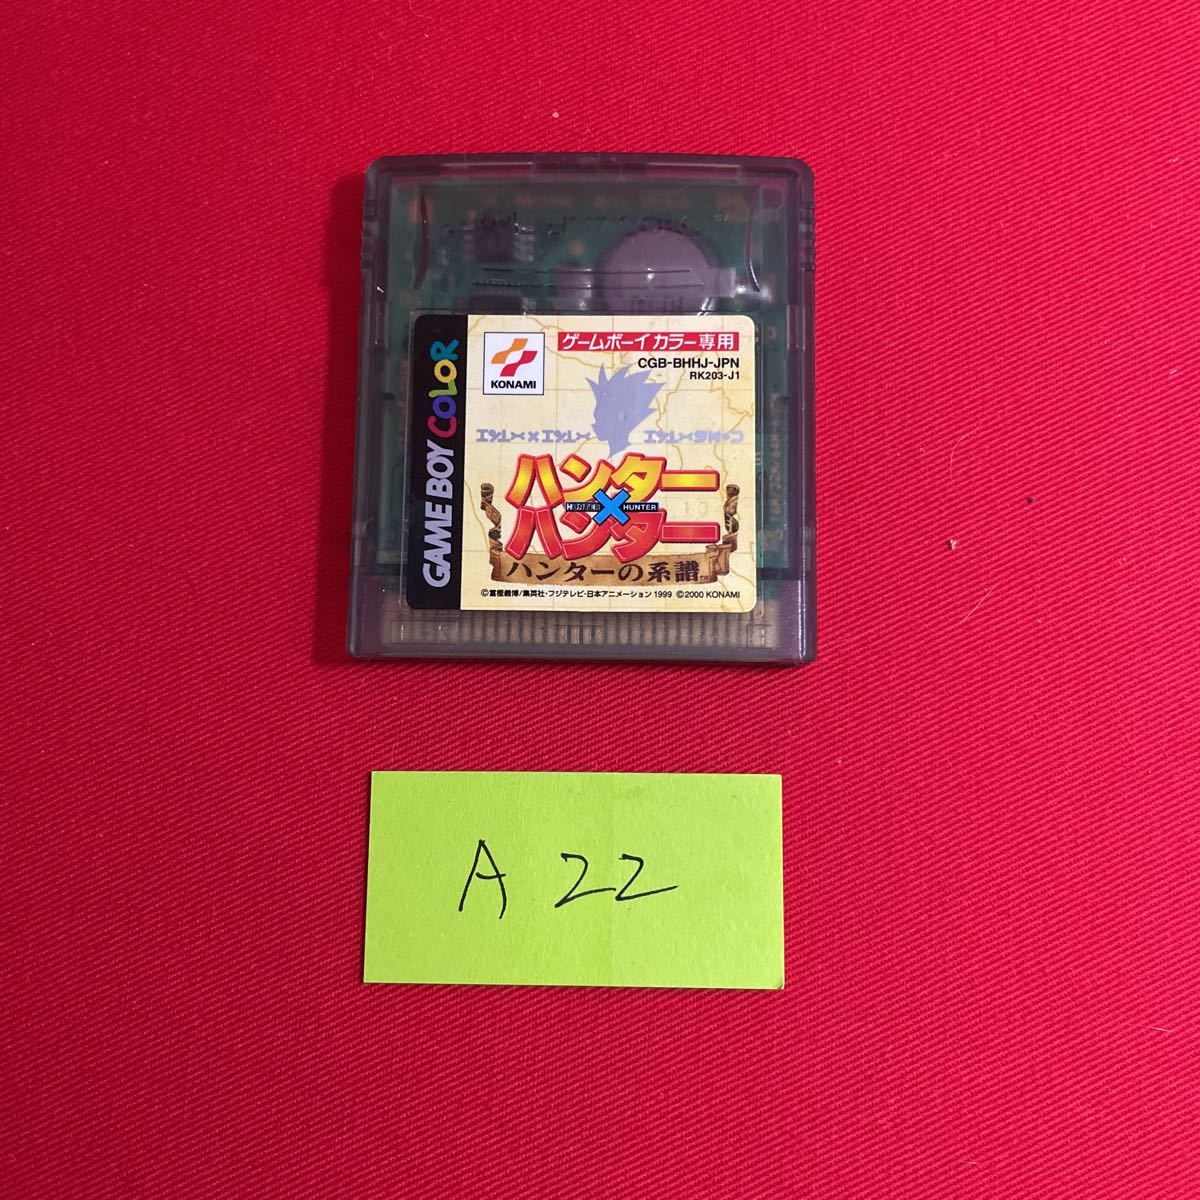 GAME BOY COLOR
KONAMI
ゲームボーイカラー専用
CGB-BHHJ-JPN
RK203-J1
ハンター
HUNTER × HUNTER
ハンター
ハンターの系譜™
©冨樫義博/集英社・フジテレビ・日本アニメーション 1999 ©2000 KONAMI
A 22